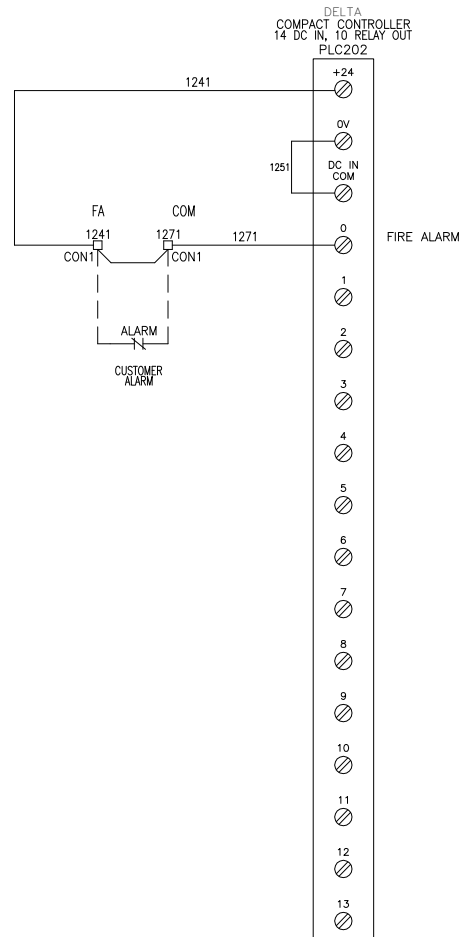 DELTA
COMPACT CONTROLLER
14 DC IN, 10 RELAY OUT
PLC202
+24
1241
0V
1251
DC IN
COM
FA
COM
1241
1271
1271
0
FIRE ALARM
CON1
CON1
1
ALARM
2
CUSTOMER
ALARM
3
4
5
6
7
8
9
10
11
12
13